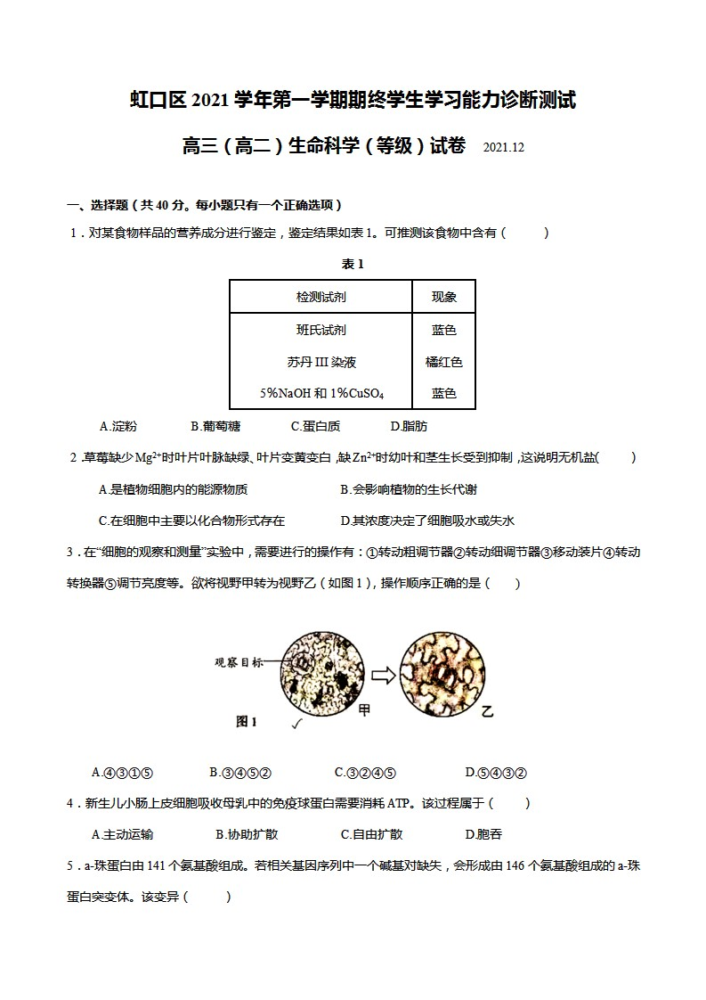 虹口区 2021 学年第一学期期终学生学习能力诊断测试
高三（高二）生命科学（等级）试卷 2021.12
一、选择题（共 40 分。每小题只有一个正确选项）
1．对某食物样品的营养成分进行鉴定，鉴定结果如表 1。可推测该食物中含有（ ）
表 1
检测试剂 现象
班氏试剂 蓝色
苏丹 III 染液 橘红色
5%NaOH 和 1%CuSO₄ 蓝色
A.淀粉 B.葡萄糖 C.蛋白质 D.脂肪
2．草莓缺少 Mg²⁺时叶片叶脉缺绿、叶片变黄变白，缺 Zn²⁺时幼叶和茎生长受到抑制，这说明无机盐（ ）
A.是植物细胞内的能源物质 B.会影响植物的生长代谢
C.在细胞中主要以化合物形式存在 D.其浓度决定了细胞吸水或失水
3．在“细胞的观察和测量”实验中，需要进行的操作有：①转动粗调节器②转动细调节器③移动装片④转动
转换器⑤调节亮度等。欲将视野甲转为视野乙（如图 1），操作顺序正确的是（ ）
观察目标
甲 乙
图 1
A.④③①⑤ B.③④⑤② C.③②④⑤ D.⑤④③②
4．新生儿小肠上皮细胞吸收母乳中的免疫球蛋白需要消耗 ATP。该过程属于（ ）
A.主动运输 B.协助扩散 C.自由扩散 D.胞吞
5．a-珠蛋白由 141 个氨基酸组成。若相关基因序列中一个碱基对缺失，会形成由 146 个氨基酸组成的 a-珠
蛋白突变体。该变异（ ）